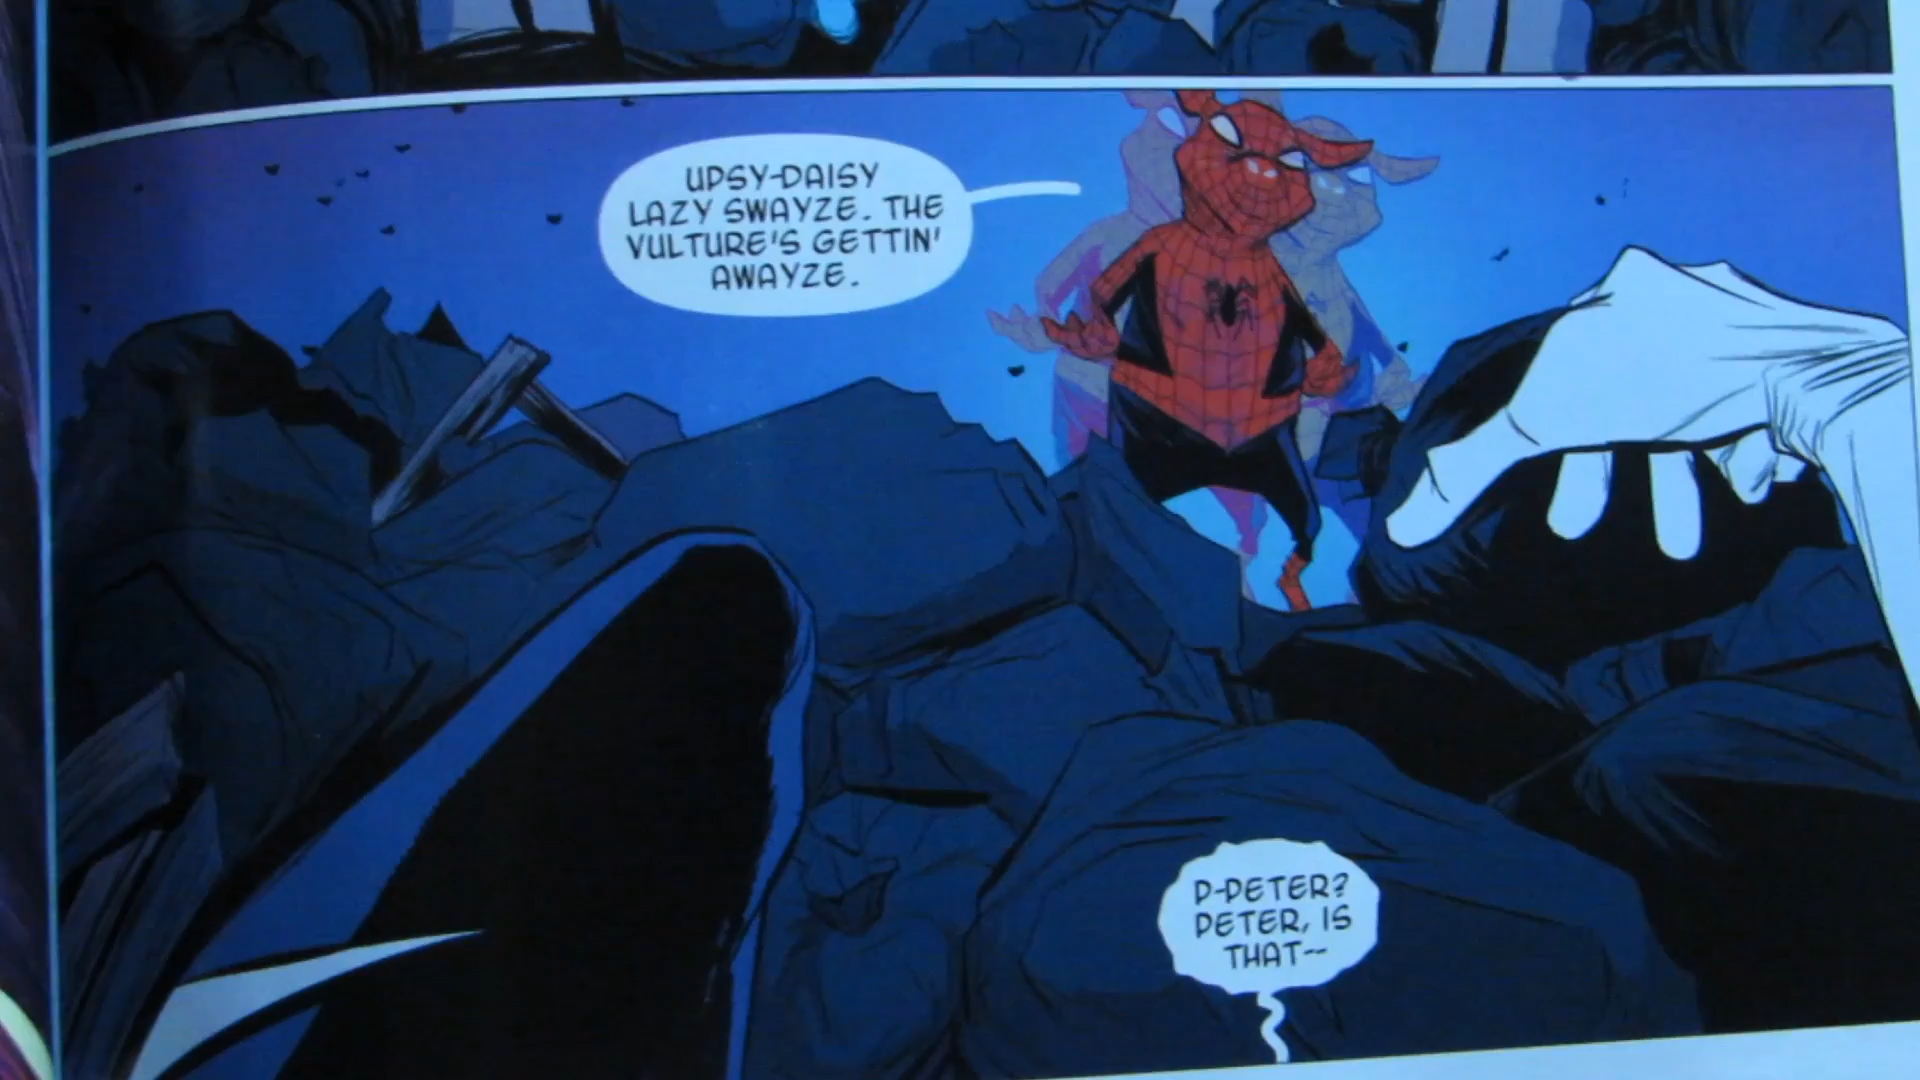 UPSY-DAISY
LAZY SWAYZE. THE
VULTURE'S GETTIN'
AWAYZE.
P-PETER?
PETER, IS
THAT--